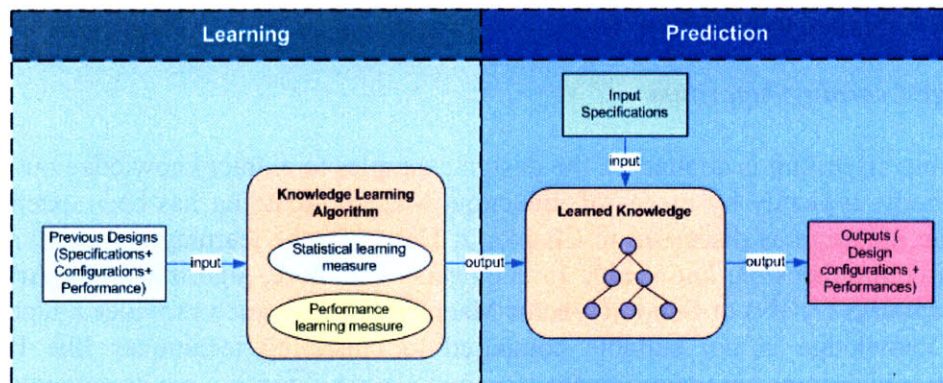 Learning
Prediction
Input
Specifications
input
Knowledge Learning
Algorithm
Statistical learning
measure
Performance
learning measure
Previous Designs
(Specifications+
Configurations+
Performance)
input
output
Learned Knowledge
output
Outputs (
Design
configurations +
Performances)